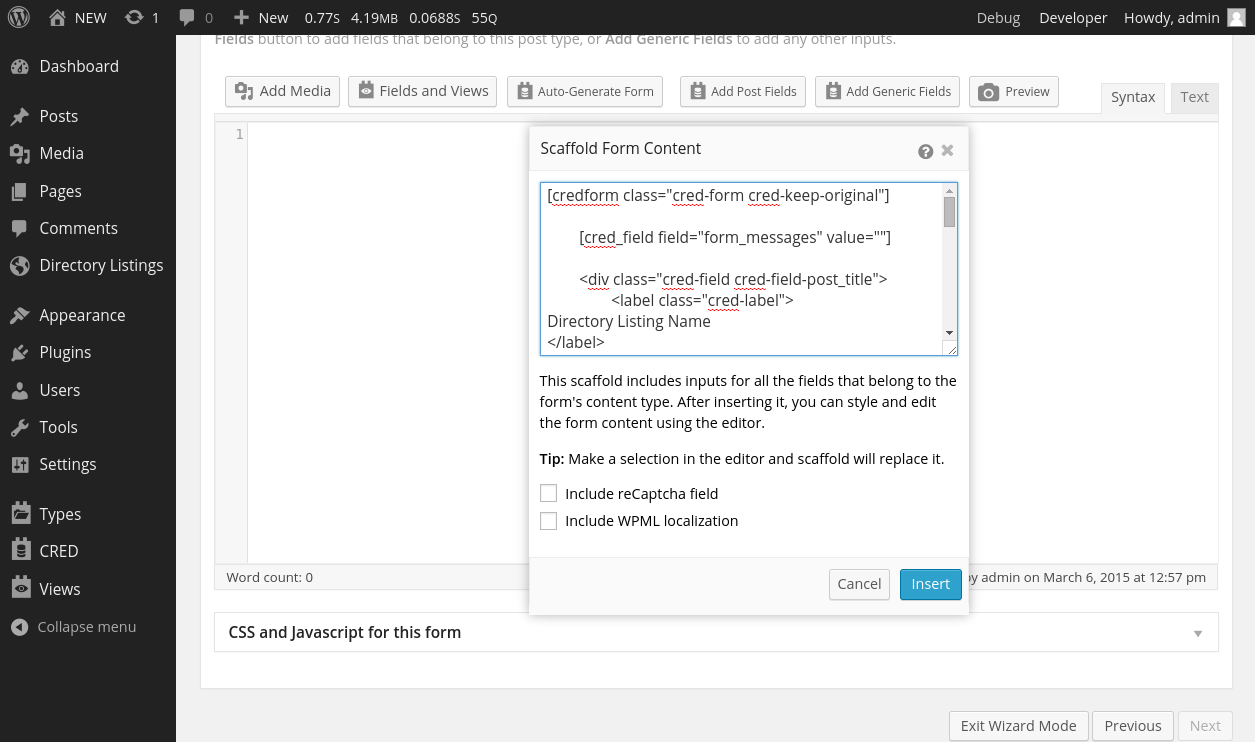 NEW 1 0 New 0.77S 4.19MB 0.0688S 55Q Debug Developer Howdy, admin
Fields button to add fields that belong to this post type, or Add Generic Fields to add any other inputs.
Dashboard
Posts
Media
Pages
Comments
Directory Listings
Appearance
Plugins
Users
Tools
Settings
Types
CRED
Views
Collapse menu
Add Media Fields and Views Auto-Generate Form Add Post Fields Add Generic Fields Preview Syntax Text
1
Scaffold Form Content
[credform class="cred-form cred-keep-original"]
[cred_field field="form_messages" value=""]
<div class="cred-field cred-field-post_title">
<label class="cred-label">
Directory Listing Name
</label>
This scaffold includes inputs for all the fields that belong to the
form's content type. After inserting it, you can style and edit
the form content using the editor.
Tip: Make a selection in the editor and scaffold will replace it.
Include reCaptcha field
Include WPML localization
Cancel Insert
Word count: 0 by admin on March 6, 2015 at 12:57 pm
CSS and Javascript for this form
Exit Wizard Mode Previous Next